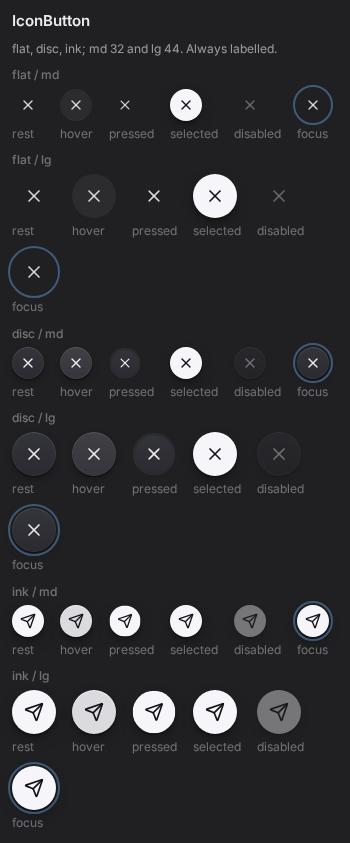 IconButton
flat, disc, ink; md 32 and lg 44. Always labelled.
flat / md
rest hover pressed selected disabled focus
flat / lg
rest hover pressed selected disabled
focus
disc / md
rest hover pressed selected disabled focus
disc / lg
rest hover pressed selected disabled
focus
ink / md
rest hover pressed selected disabled focus
ink / lg
rest hover pressed selected disabled
focus